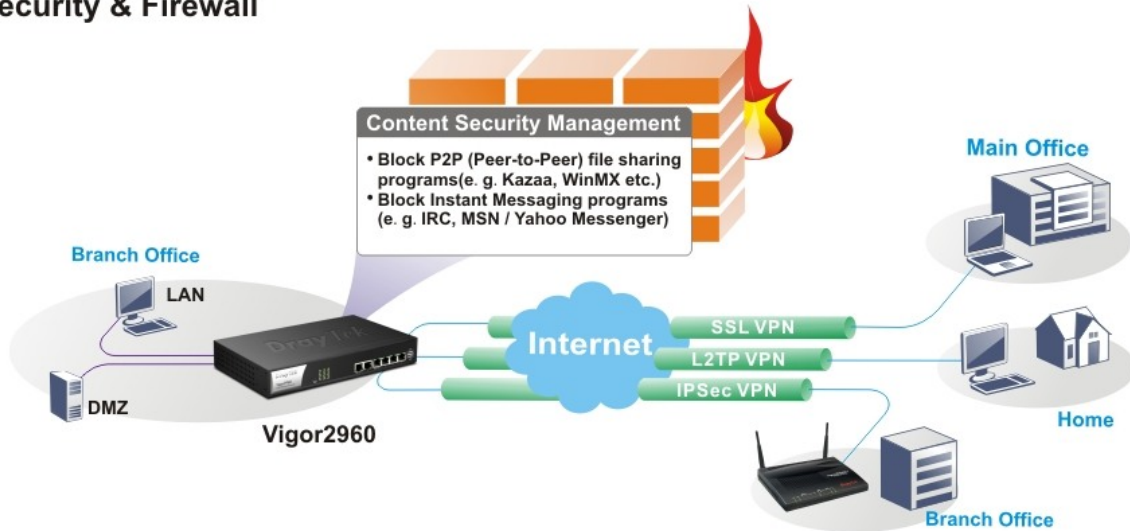 ecurity & Firewall
Content Security Management
• Block P2P (Peer-to-Peer) file sharing
programs(e. g. Kazaa, WinMX etc.)
• Block Instant Messaging programs
(e. g. IRC, MSN / Yahoo Messenger)
Main Office
Branch Office
LAN
DrayTek
DMZ
Vigor2960
Internet
SSL VPN
L2TP VPN
IPSec VPN
Home
Branch Office